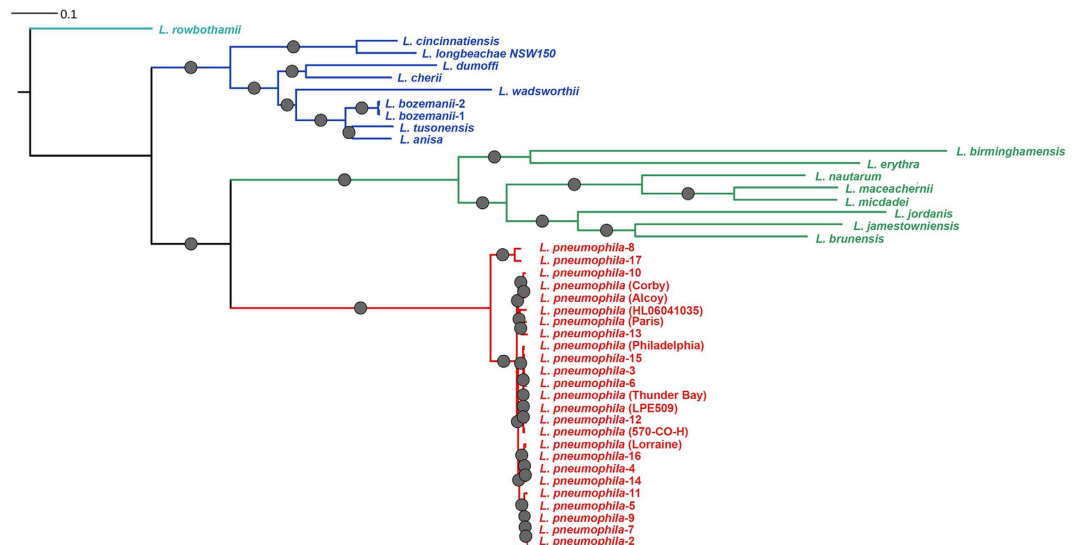 0.1
L. rowbothamii
L. cincinnatiensis
L. longbeachae NSW150
L. dumoffi
L. cherii
L. wadsworthii
L. bozemanii-2
L. bozemanii-1
L. tusonensis
L. anisa
L. birminghamensis
L. erythra
L. nautarum
L. maceachernii
L. micdadei
L. jordanis
L. jamestowniensis
L. brunensis
L. pneumophila-8
L. pneumophila-17
L. pneumophila-10
L. pneumophila (Corby)
L. pneumophila (Alcoy)
L. pneumophila (HL06041035)
L. pneumophila (Paris)
L. pneumophila-13
L. pneumophila (Philadelphia)
L. pneumophila-15
L. pneumophila-3
L. pneumophila-6
L. pneumophila (Thunder Bay)
L. pneumophila (LPE509)
L. pneumophila-12
L. pneumophila (570-CO-H)
L. pneumophila (Lorraine)
L. pneumophila-16
L. pneumophila-4
L. pneumophila-14
L. pneumophila-11
L. pneumophila-5
L. pneumophila-9
L. pneumophila-7
L. pneumophila-2